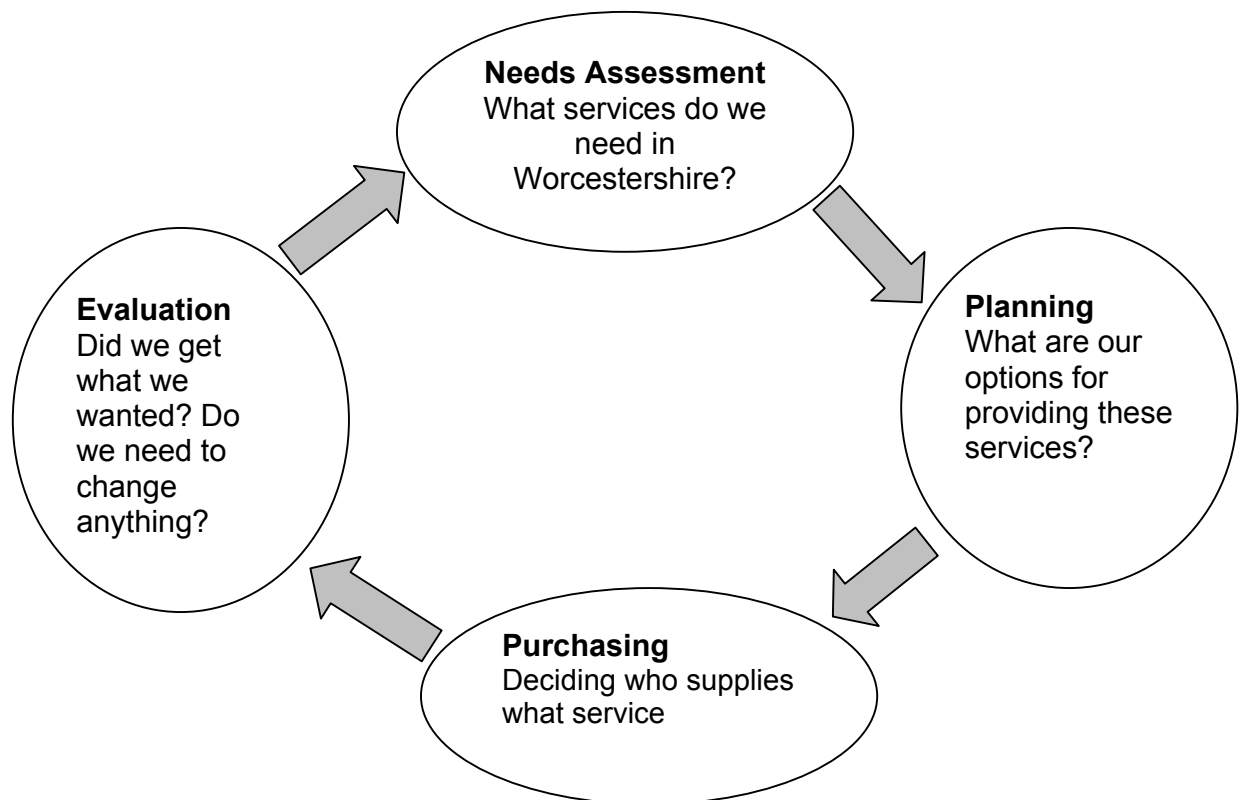 Needs Assessment
What services do we
need in
Worcestershire?
Planning
What are our
options for
providing these
services?
Purchasing
Deciding who supplies
what service
Evaluation
Did we get
what we
wanted? Do
we need to
change
anything?